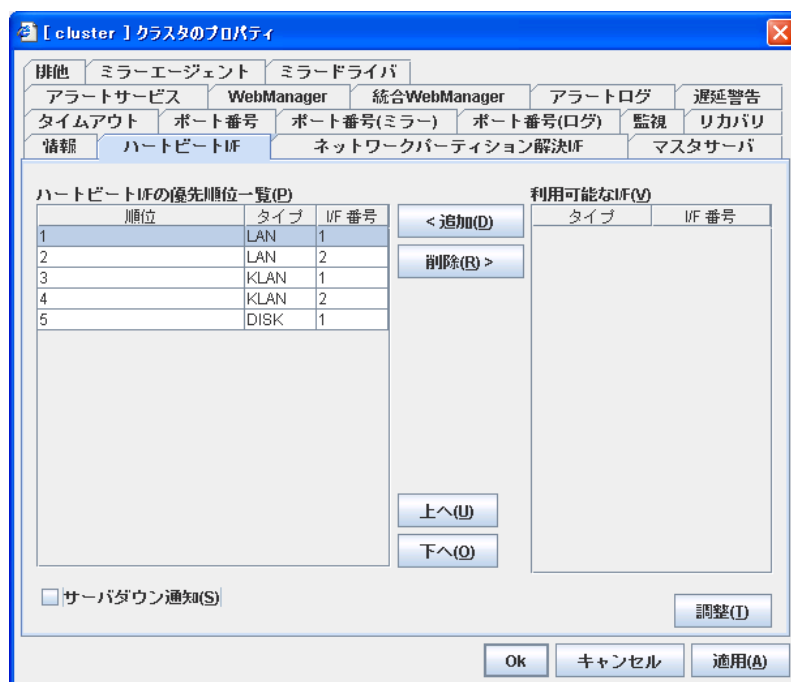 [ cluster ] クラスタのプロパティ
排他 ミラーエージェント ミラードライバ
アラートサービス WebManager 統合WebManager アラートログ 遅延警告
タイムアウト ポート番号 ポート番号(ミラー) ポート番号(ログ) 監視 リカバリ
情報 ハートビートI/F ネットワークパーティション解決I/F マスタサーバ
ハートビートI/Fの優先順位一覧(P) 利用可能なI/F(V)
順位 タイプ I/F 番号 < 追加(D) タイプ I/F 番号
1 LAN 1
2 LAN 2 削除(R) >
3 KLAN 1
4 KLAN 2
5 DISK 1
上へ(U)
下へ(O)
サーバダウン通知(S)
調整(T)
Ok キャンセル 適用(A)